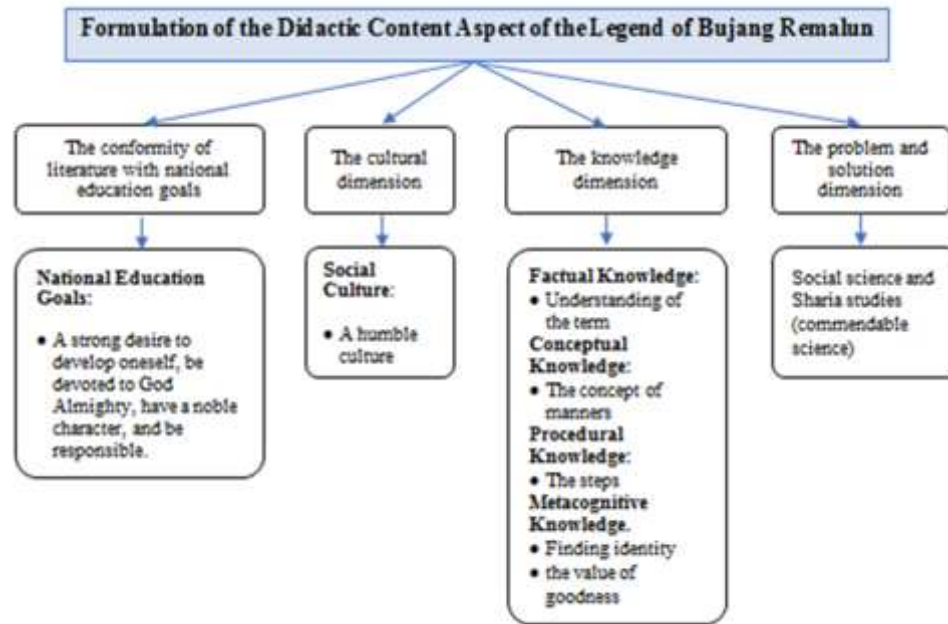 Formulation of the Didactic Content Aspect of the Legend of Bujang Remalun
The conformity of
literature with national
education goals
The cultural
dimension
The knowledge
dimension
The problem and
solution
dimension
National Education
Goals:
● A strong desire to
develop oneself, be
devoted to God
Almighty, have a noble
character, and be
responsible.
Social
Culture:
● A humble
culture
Factual Knowledge:
● Understanding of
the term
Conceptual
Knowledge:
● The concept of
manners
Procedural
Knowledge:
● The steps
Metacognitive
Knowledge.
● Finding identity
● the value of
goodness
Social science and
Sharia studies
(commendable
science)